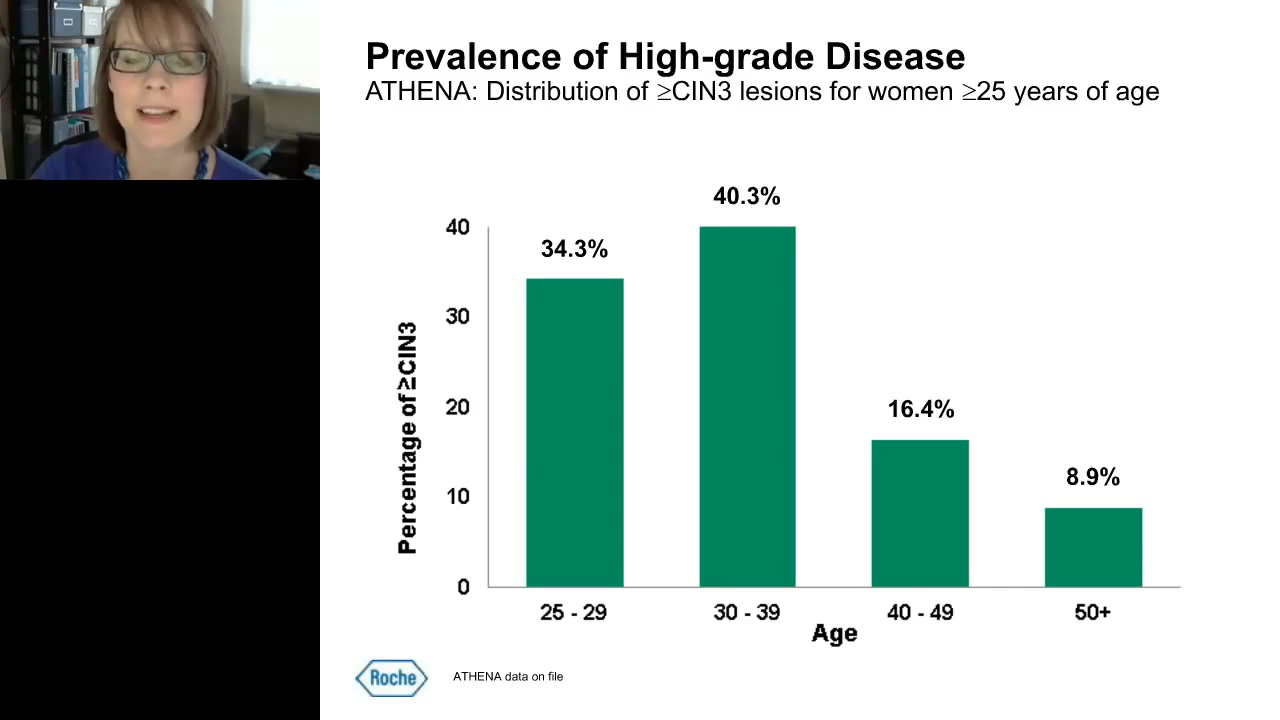 Prevalence of High-grade Disease
ATHENA: Distribution of ≥CIN3 lesions for women ≥25 years of age
40.3%
40
34.3%
30
Percentage of ≥CIN3
20
16.4%
10
8.9%
0
25 - 29
30 - 39
40 - 49
50+
Age
Roche
ATHENA data on file